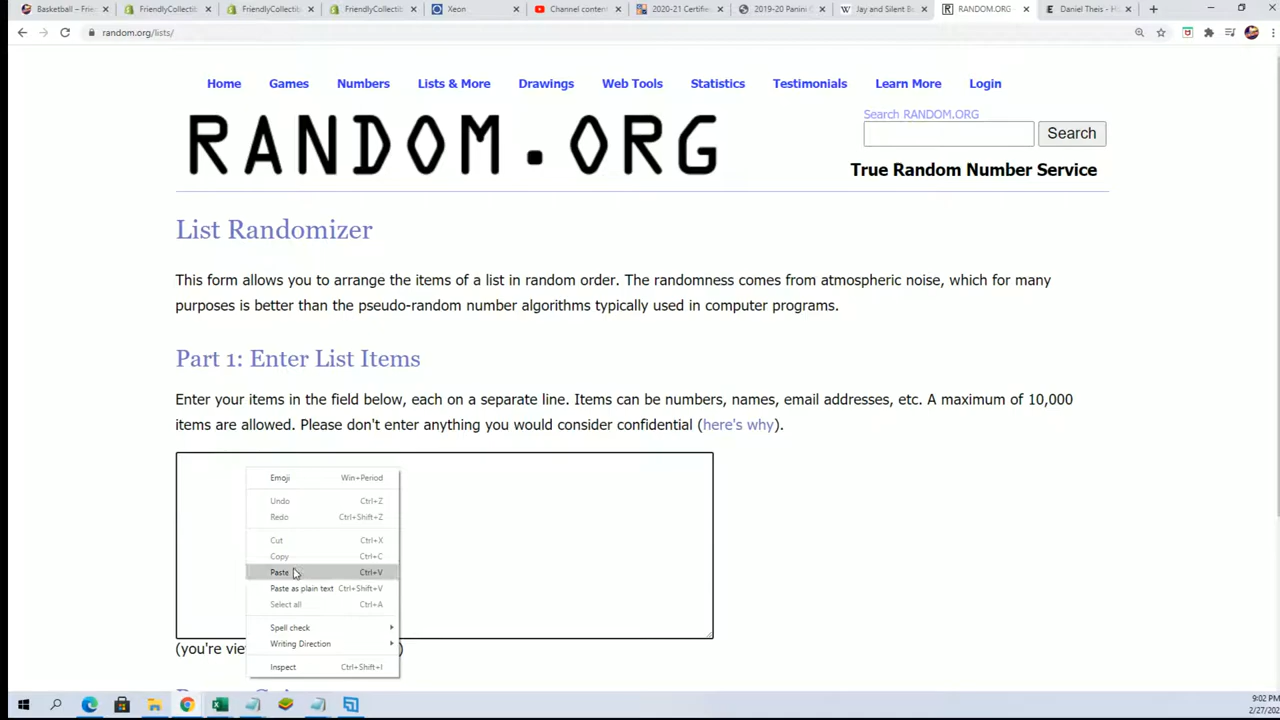 Basketball – Frie
FriendlyCollectib
FriendlyCollectib
FriendlyCollectib
Xeon
Channel content
2020-21 Certifie
2019-20 Panini C
Jay and Silent B
RANDOM.ORG
Daniel Theis - H
random.org/lists/
Home
Games
Numbers
Lists & More
Drawings
Web Tools
Statistics
Testimonials
Learn More
Login
RANDOM.ORG
Search RANDOM.ORG
Search
True Random Number Service
List Randomizer
This form allows you to arrange the items of a list in random order. The randomness comes from atmospheric noise, which for many
purposes is better than the pseudo-random number algorithms typically used in computer programs.
Part 1: Enter List Items
Enter your items in the field below, each on a separate line. Items can be numbers, names, email addresses, etc. A maximum of 10,000
items are allowed. Please don't enter anything you would consider confidential (here's why).
Emoji Win+Period
Undo Ctrl+Z
Redo Ctrl+Shift+Z
Cut Ctrl+X
Copy Ctrl+C
Paste Ctrl+V
Paste as plain text Ctrl+Shift+V
Select all Ctrl+A
Spell check
Writing Direction
(you're vie )
Inspect Ctrl+Shift+I
9:02 PM
2/27/202